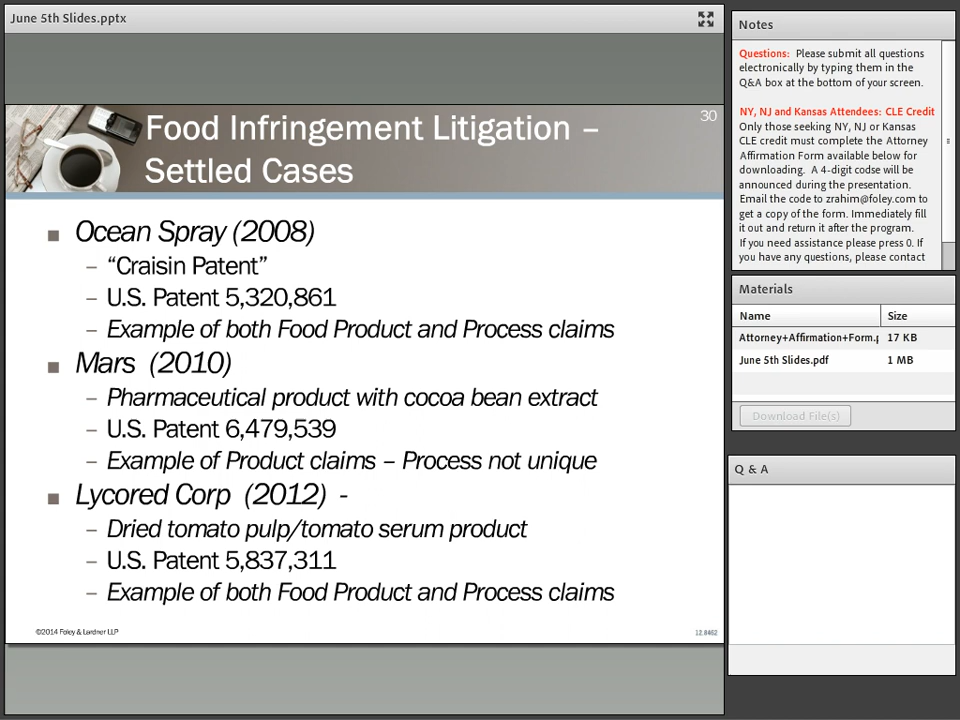 June 5th Slides.pptx
Food Infringement Litigation –
Settled Cases
30
■ Ocean Spray (2008)
– “Craisin Patent”
– U.S. Patent 5,320,861
– Example of both Food Product and Process claims
■ Mars (2010)
– Pharmaceutical product with cocoa bean extract
– U.S. Patent 6,479,539
– Example of Product claims – Process not unique
■ Lycored Corp (2012) -
– Dried tomato pulp/tomato serum product
– U.S. Patent 5,837,311
– Example of both Food Product and Process claims
©2014 Foley & Lardner LLP
12.8462
Notes
Questions: Please submit all questions
electronically by typing them in the
Q&A box at the bottom of your screen.
NY, NJ and Kansas Attendees: CLE Credit
Only those seeking NY, NJ or Kansas
CLE credit must complete the Attorney
Affirmation Form available below for
downloading. A 4-digit codse will be
announced during the presentation.
Email the code to zrahim@foley.com to
get a copy of the form. Immediately fill
it out and return it after the program.
If you need assistance please press 0. If
you have any questions, please contact
Materials
Name Size
Attorney+Affirmation+Form.p 17 KB
June 5th Slides.pdf 1 MB
Download File(s)
Q & A